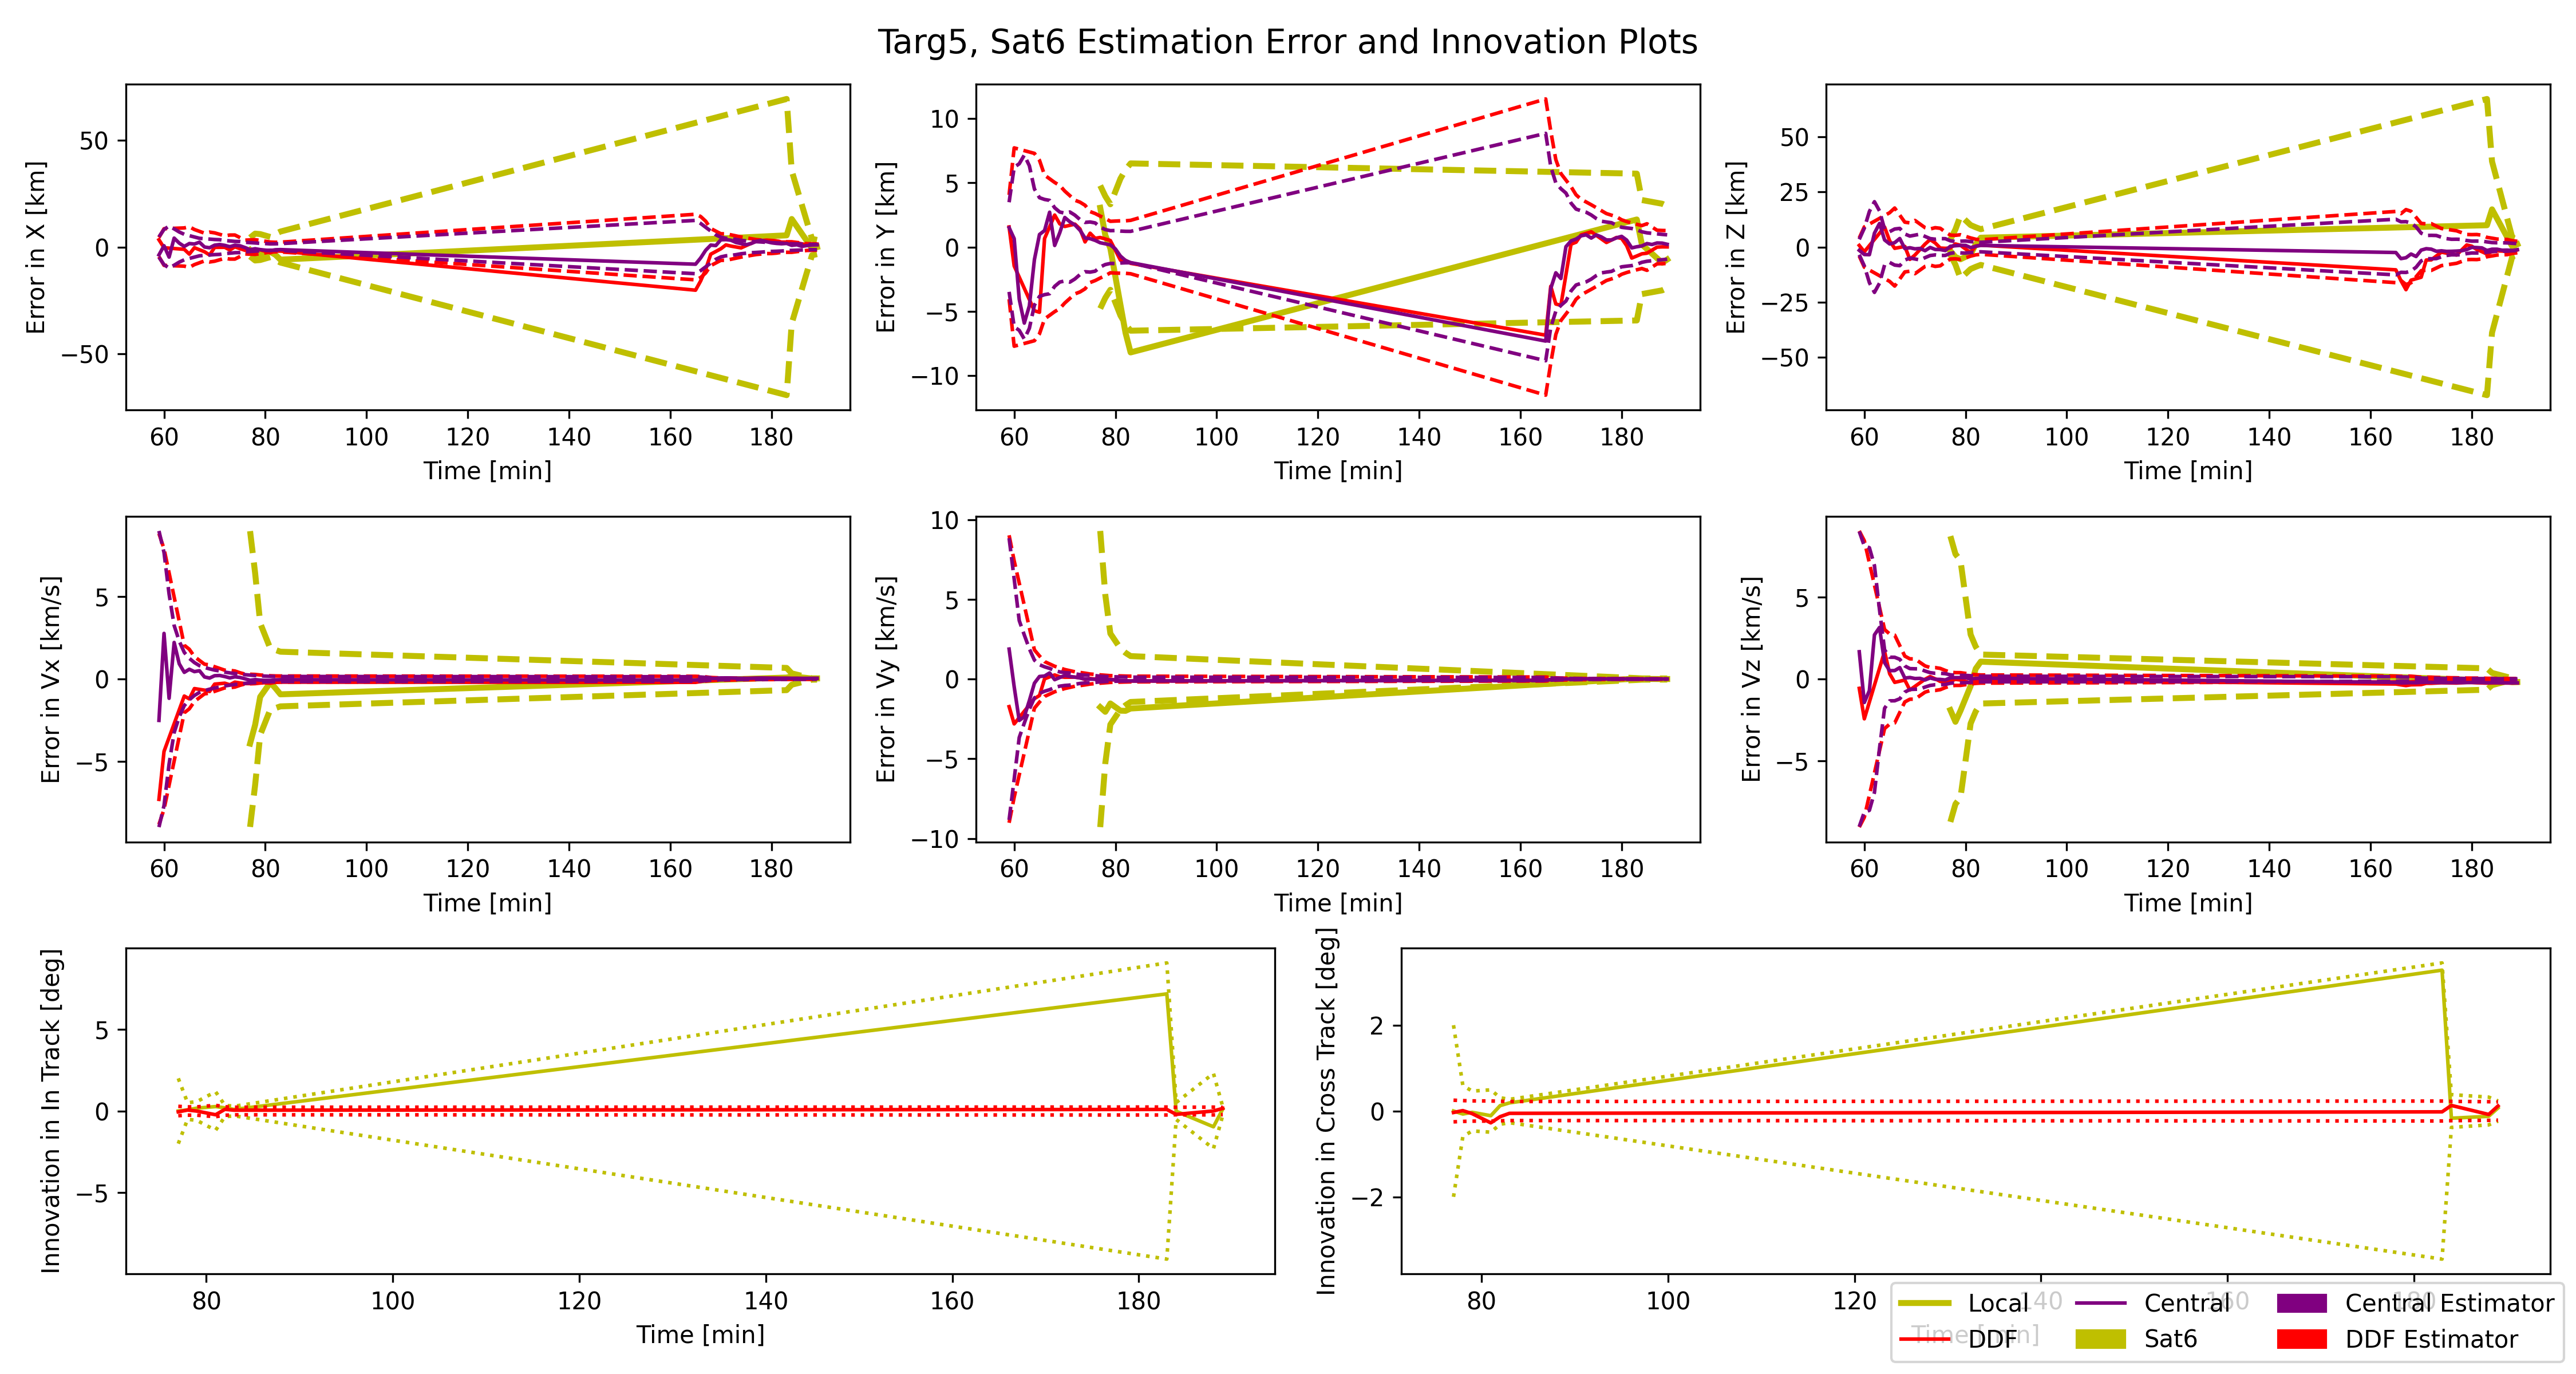 Targ5, Sat6 Estimation Error and Innovation Plots
Error in X [km]
50
0
−50
60 80 100 120 140 160 180
Time [min]
Error in Y [km]
10
5
0
−5
−10
60 80 100 120 140 160 180
Time [min]
Error in Z [km]
50
25
0
−25
−50
60 80 100 120 140 160 180
Time [min]
Error in Vx [km/s]
5
0
−5
60 80 100 120 140 160 180
Time [min]
Error in Vy [km/s]
10
5
0
−5
−10
60 80 100 120 140 160 180
Time [min]
Error in Vz [km/s]
5
0
−5
60 80 100 120 140 160 180
Time [min]
Innovation in In Track [deg]
5
0
−5
80 100 120 140 160 180
Time [min]
Innovation in Cross Track [deg]
2
0
−2
80 100 120 140 160 180
Time [min]
Local
DDF
Central
Sat6
Central Estimator
DDF Estimator